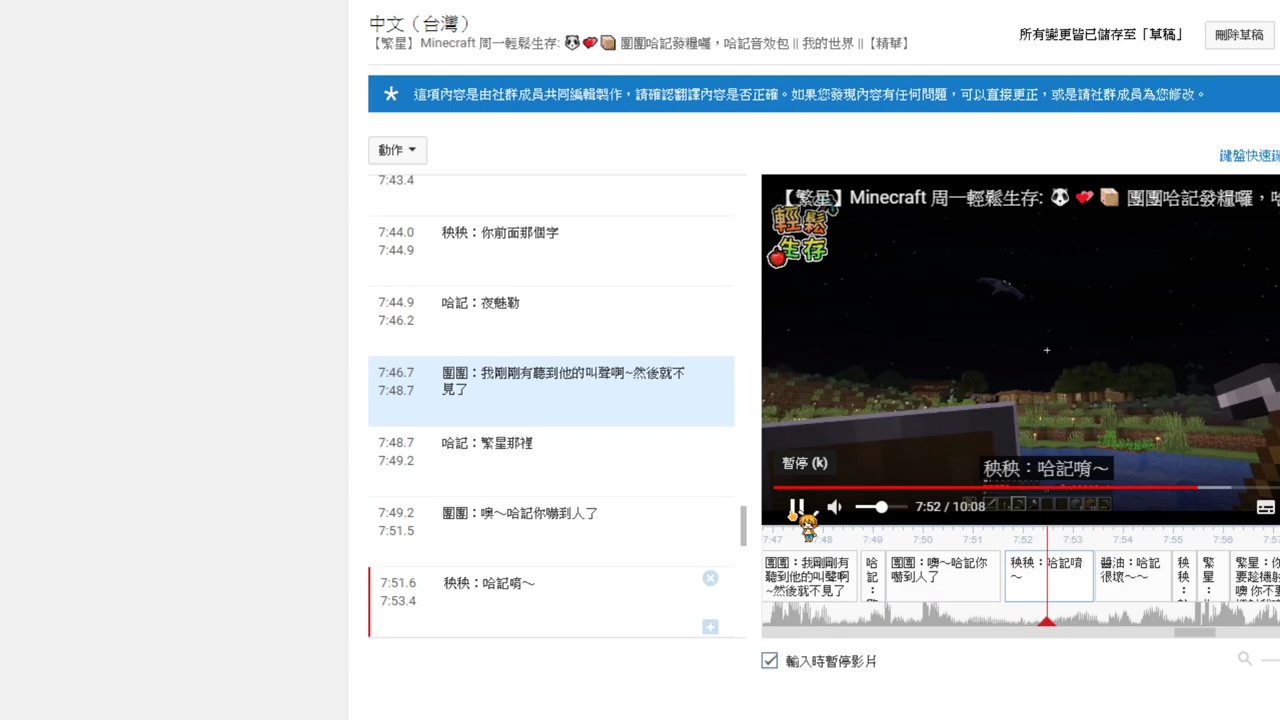 中文（台灣）
【繁星】Minecraft 周一輕鬆生存: 🐼💕📦 團團哈記發糧囉，哈記音效包 || 我的世界 ||【精華】
所有變更皆已儲存至「草稿」
刪除草稿
* 這項內容是由社群成員共同編輯製作，請確認翻譯內容是否正確。如果您發現內容有任何問題，可以直接更正，或是請社群成員為您修改。
動作
鍵盤快速鍵
7:43.4
7:44.0
7:44.9
秧秧：你前面那個字
7:44.9
7:46.2
哈記：夜魅勒
7:46.7
7:48.7
團團：我剛剛有聽到他的叫聲啊~然後就不
見了
7:48.7
7:49.2
哈記：繁星那裡
7:49.2
7:51.5
團團：噢～哈記你嚇到人了
7:51.6
7:53.4
秧秧：哈記唷～
【繁星】Minecraft 周一輕鬆生存: 🐼💕📦 團團哈記發糧囉，哈
輕鬆
生存
暫停 (k)
秧秧：哈記唷～
7:52 / 10:08
7:47 7:48 7:49 7:50 7:51 7:52 7:53 7:54 7:55 7:56 7:57
團團：我剛剛有
聽到他的叫聲啊
~然後就不見了
哈
記
：
團團：噢～哈記你
嚇到人了
秧秧：哈記唷
～
醬油：哈記
很壞～～
秧
秧
：
繁
星
：
繁星：你
要趁機射
噢 你不要
輸入時暫停影片